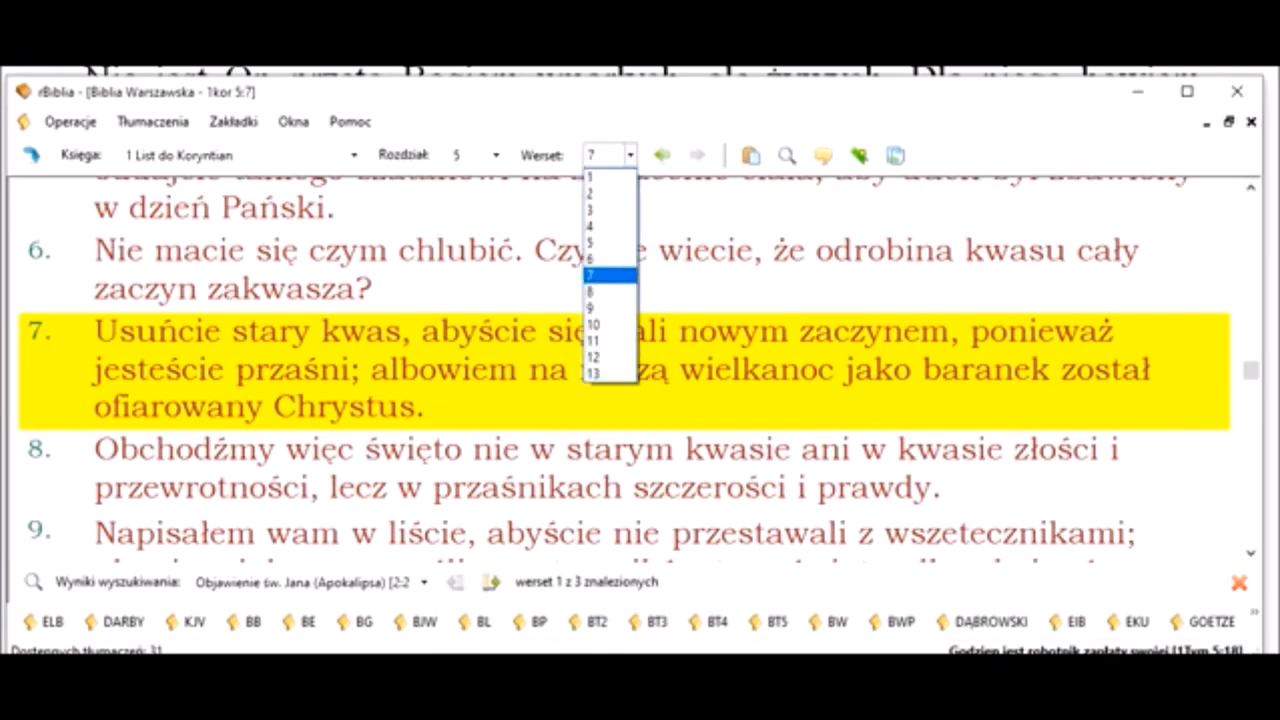 rBiblia - [Biblia Warszawska - 1kor 5:7]
Operacje Tłumaczenia Zakładki Okna Pomoc
Księga: 1 List do Koryntian Rozdział: 5 Werset: 7
1
2
3
4
5
6
7
8
9
10
11
12
13
w dzień Pański.
6. Nie macie się czym chlubić. wiecie, że odrobina kwasu cały
zaczyn zakwasza?
7. Usuńcie stary kwas, abyście się nowym zaczynem, ponieważ
jesteście przaśni; albowiem na wielkanoc jako baranek został
ofiarowany Chrystus.
8. Obchodźmy więc święto nie w starym kwasie ani w kwasie złości i
przewrotności, lecz w przaśnikach szczerości i prawdy.
9. Napisałem wam w liście, abyście nie przestawali z wszetecznikami;
Wyniki wyszukiwania: Objawienie św. Jana (Apokalipsa) [2:2 werset 1 z 3 znalezionych
ELB DARBY KJV BB BE BG BJW BL BP BT2 BT3 BT4 BT5 BW BWP DĄBROWSKI EIB EKU GOETZE
Dostępnych tłumaczeń: 31 Godzien jest robotnik zapłaty swojej [1Tym 5:18]